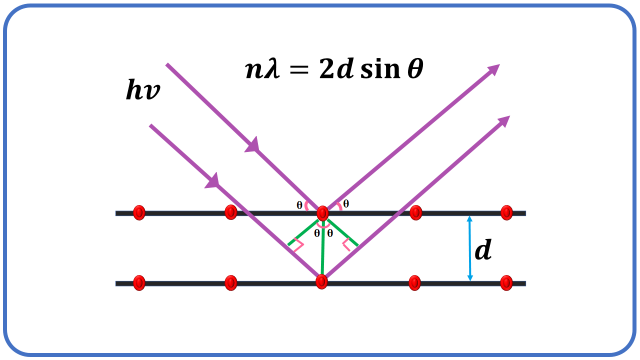 nλ = 2d sin θ
hν
θ
θ
θ θ
d